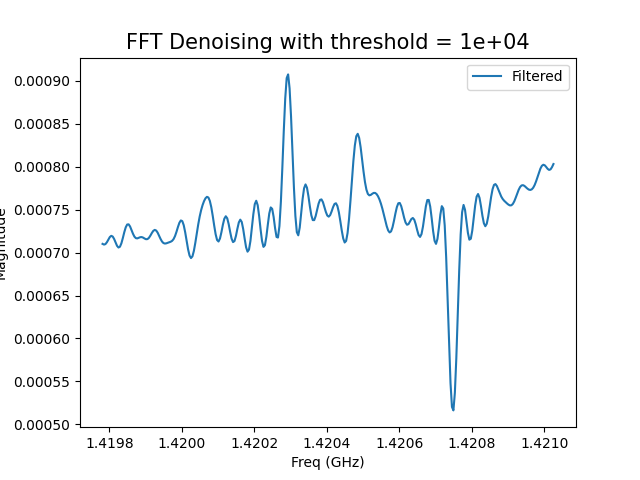 FFT Denoising with threshold = 1e+04
Filtered
0.00090
0.00085
0.00080
0.00075
0.00070
0.00065
0.00060
0.00055
0.00050
Magnitude
1.4198 1.4200 1.4202 1.4204 1.4206 1.4208 1.4210
Freq (GHz)